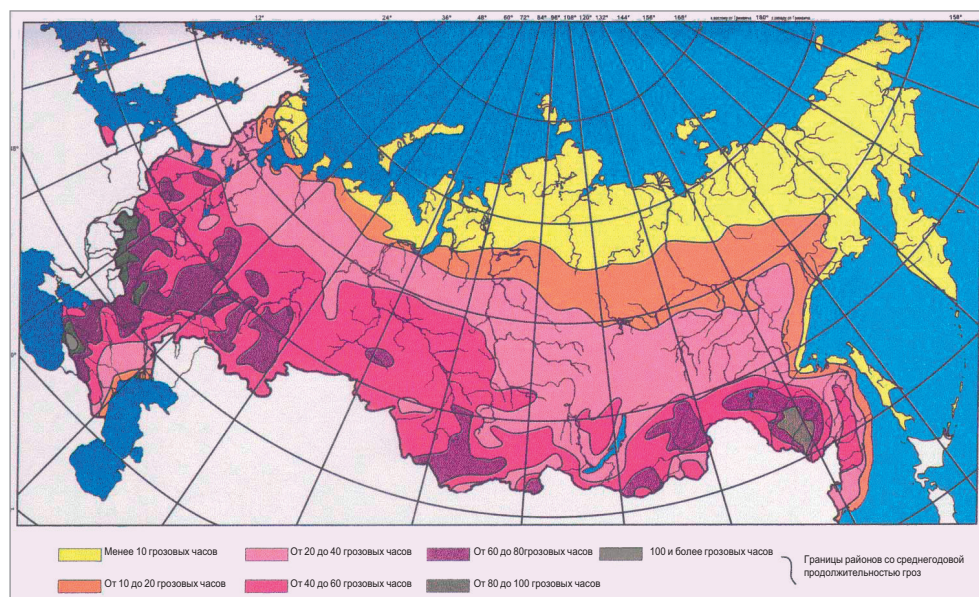 12° 24° 36° 48° 60° 72° 84° 96° 108° 120° 132° 144° 156° 168° 180° 156°
Менее 10 грозовых часов
От 20 до 40 грозовых часов
От 60 до 80грозовых часов
100 и более грозовых часов
От 10 до 20 грозовых часов
От 40 до 60 грозовых часов
От 80 до 100 грозовых часов
Границы районов со среднегодовой
продолжительностью гроз